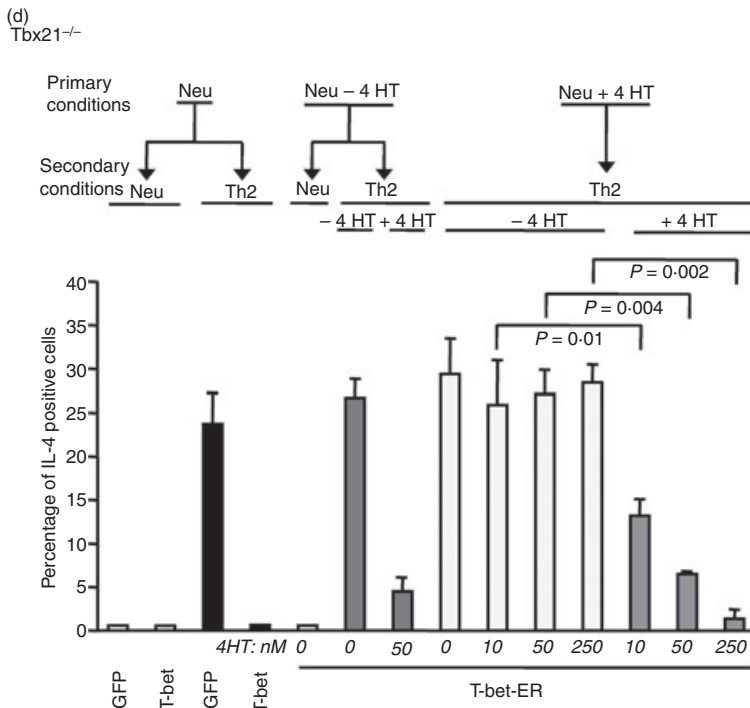 (d)
Tbx21–/–
Primary conditions
Neu
Neu – 4 HT
Neu + 4 HT
Secondary conditions
Neu
Th2
Neu
Th2
Th2
– 4 HT + 4 HT
– 4 HT
+ 4 HT
P = 0·002
P = 0·004
P = 0·01
Percentage of IL-4 positive cells
40
35
30
25
20
15
10
5
0
4HT: nM 0 0 50 0 10 50 250 10 50 250
GFP
T-bet
GFP
T-bet
T-bet-ER